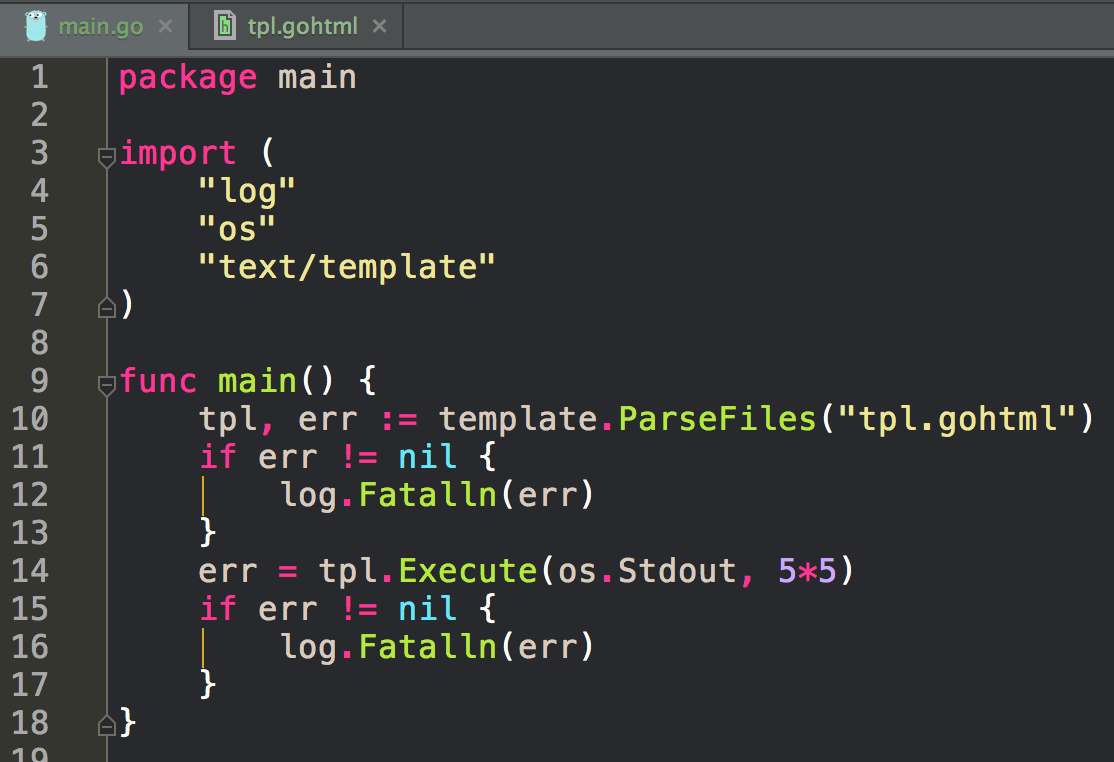 main.go × tpl.gohtml ×
1 package main
2
3 import (
4     "log"
5     "os"
6     "text/template"
7 )
8
9 func main() {
10     tpl, err := template.ParseFiles("tpl.gohtml")
11     if err != nil {
12         log.Fatalln(err)
13     }
14     err = tpl.Execute(os.Stdout, 5*5)
15     if err != nil {
16         log.Fatalln(err)
17     }
18 }
19